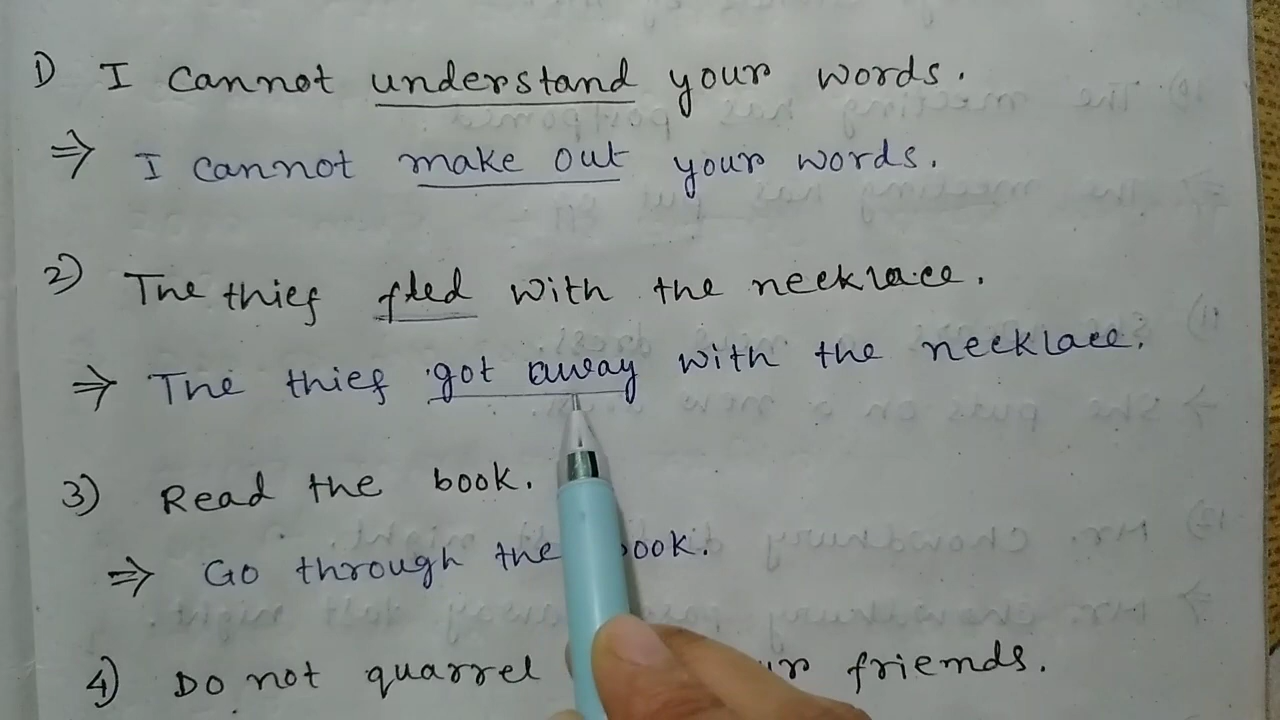 1) I cannot understand your words.
⇒ I cannot make out your words.
2) The thief fled with the necklace.
⇒ The thief got away with the necklace.
3) Read the book.
⇒ Go through the book.
4) Do not quarrel friends.